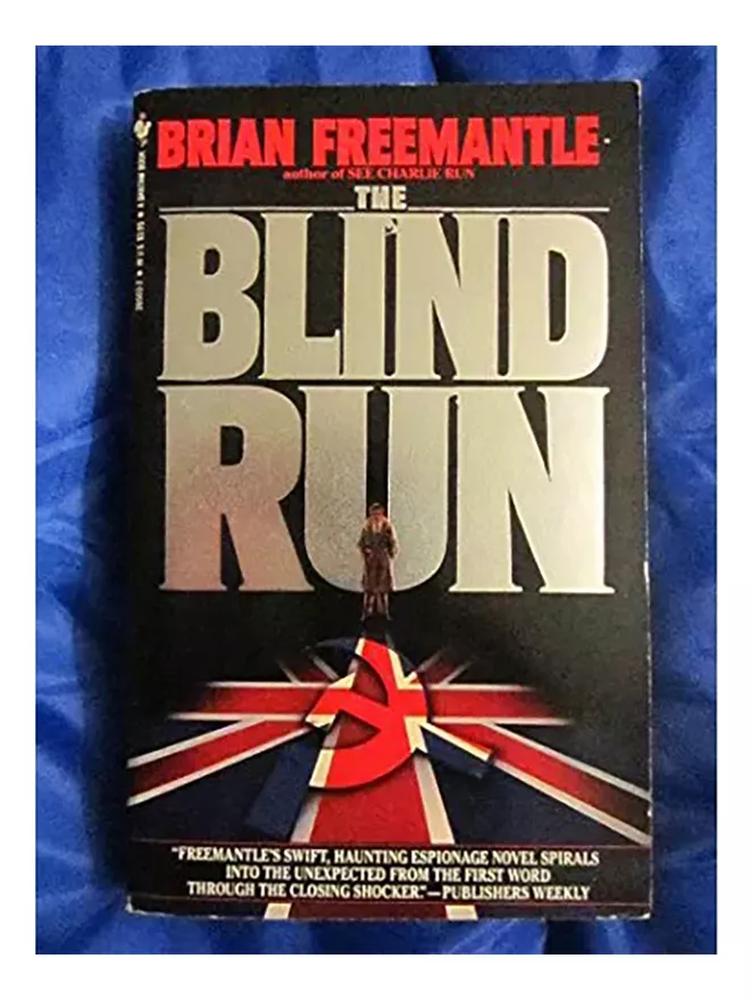 BRIAN FREEMANTLE
author of SEE CHARLIE RUN
THE
BLIND
RUN
"FREEMANTLE'S SWIFT, HAUNTING ESPIONAGE NOVEL SPIRALS
INTO THE UNEXPECTED FROM THE FIRST WORD
THROUGH THE CLOSING SHOCKER."—PUBLISHERS WEEKLY